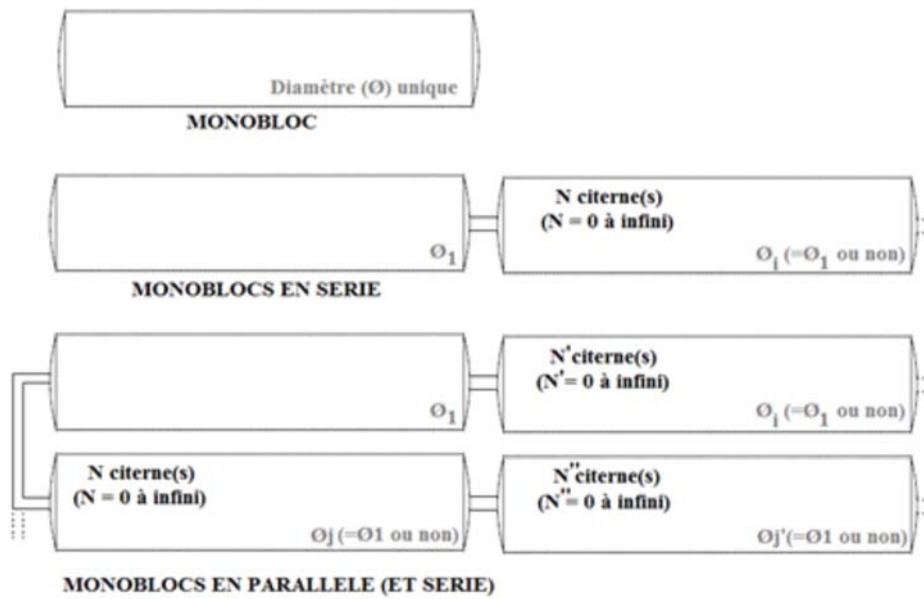 Diamètre (Ø) unique
MONOBLOC
N citerne(s)
(N = 0 à infini)
Ø1
Øi (=Ø1 ou non)
MONOBLOCS EN SERIE
N'citerne(s)
(N'= 0 à infini)
Ø1
Øi (=Ø1 ou non)
N citerne(s)
(N = 0 à infini)
Øj (=Ø1 ou non)
N''citerne(s)
(N''= 0 à infini)
Øj'(=Ø1 ou non)
MONOBLOCS EN PARALLELE (ET SERIE)